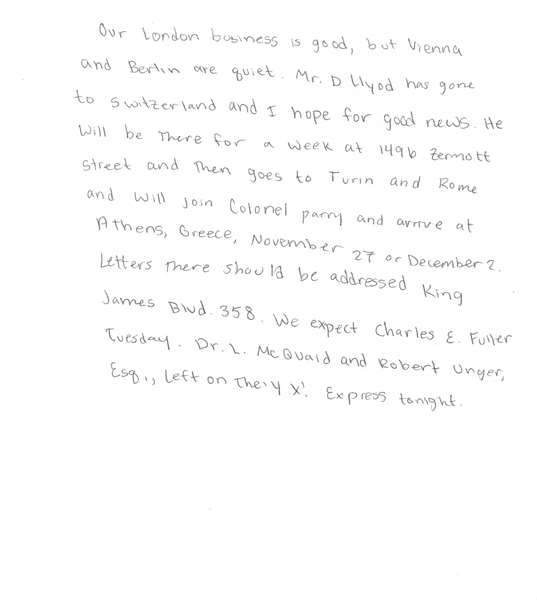 Our London business is good, but Vienna
and Berlin are quiet. Mr. D Llyod has gone
to Switzerland and I hope for good news. He
will be there for a week at 1496 Zermott
street and then goes to Turin and Rome
and will join Colonel parry and arrive at
Athens, Greece, November 27 or December 2.
Letters there should be addressed King
James Blvd. 358. We expect Charles E. Fuller
Tuesday. Dr. L. McQuaid and Robert Unger,
Esq., left on the 'Y.X'. Express tonight.